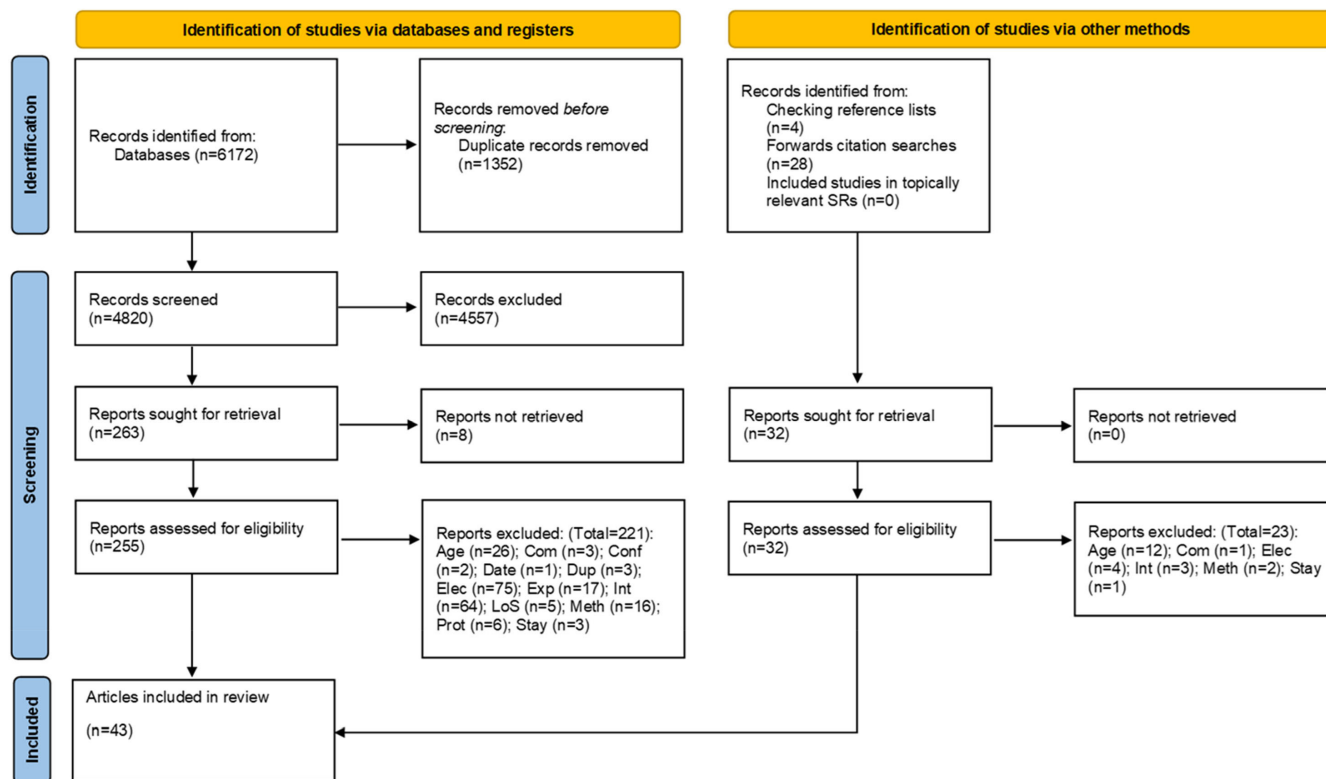 Identification of studies via databases and registers
Identification of studies via other methods
Identification
Records identified from:
Databases (n=6172)
Records removed before
screening:
Duplicate records removed
(n=1352)
Records identified from:
Checking reference lists
(n=4)
Forwards citation searches
(n=28)
Included studies in topically
relevant SRs (n=0)
Screening
Records screened
(n=4820)
Records excluded
(n=4557)
Reports sought for retrieval
(n=263)
Reports not retrieved
(n=8)
Reports sought for retrieval
(n=32)
Reports not retrieved
(n=0)
Reports assessed for eligibility
(n=255)
Reports excluded: (Total=221):
Age (n=26); Com (n=3); Conf
(n=2); Date (n=1); Dup (n=3);
Elec (n=75); Exp (n=17); Int
(n=64); LoS (n=5); Meth (n=16);
Prot (n=6); Stay (n=3)
Reports assessed for eligibility
(n=32)
Reports excluded: (Total=23):
Age (n=12); Com (n=1); Elec
(n=4); Int (n=3); Meth (n=2); Stay
(n=1)
Included
Articles included in review
(n=43)